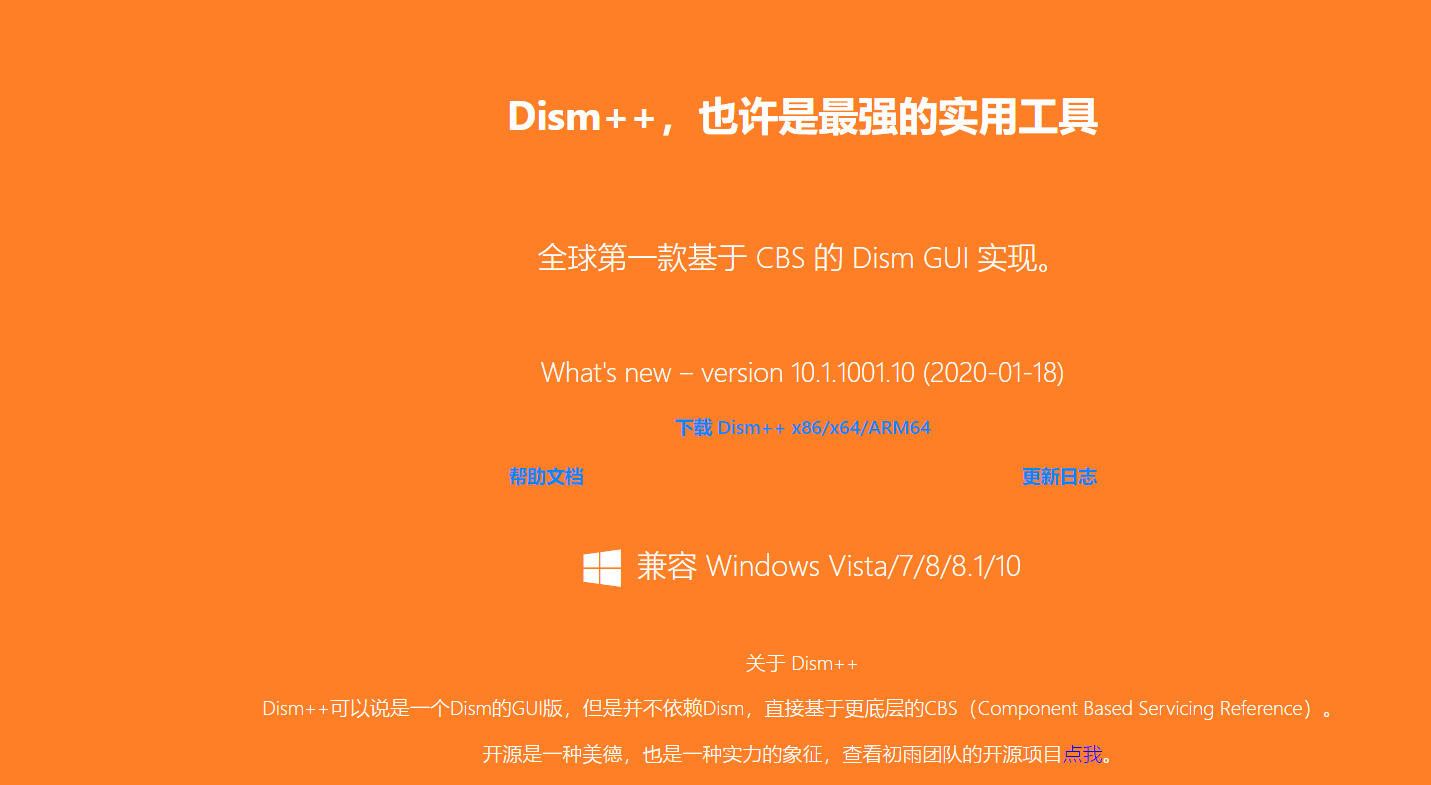 Dism++，也许是最强的实用工具
全球第一款基于 CBS 的 Dism GUI 实现。
What's new – version 10.1.1001.10 (2020-01-18)
下载 Dism++ x86/x64/ARM64
帮助文档 更新日志
兼容 Windows Vista/7/8/8.1/10
关于 Dism++
Dism++可以说是一个Dism的GUI版，但是并不依赖Dism，直接基于更底层的CBS（Component Based Servicing Reference）。
开源是一种美德，也是一种实力的象征，查看初雨团队的开源项目点我。